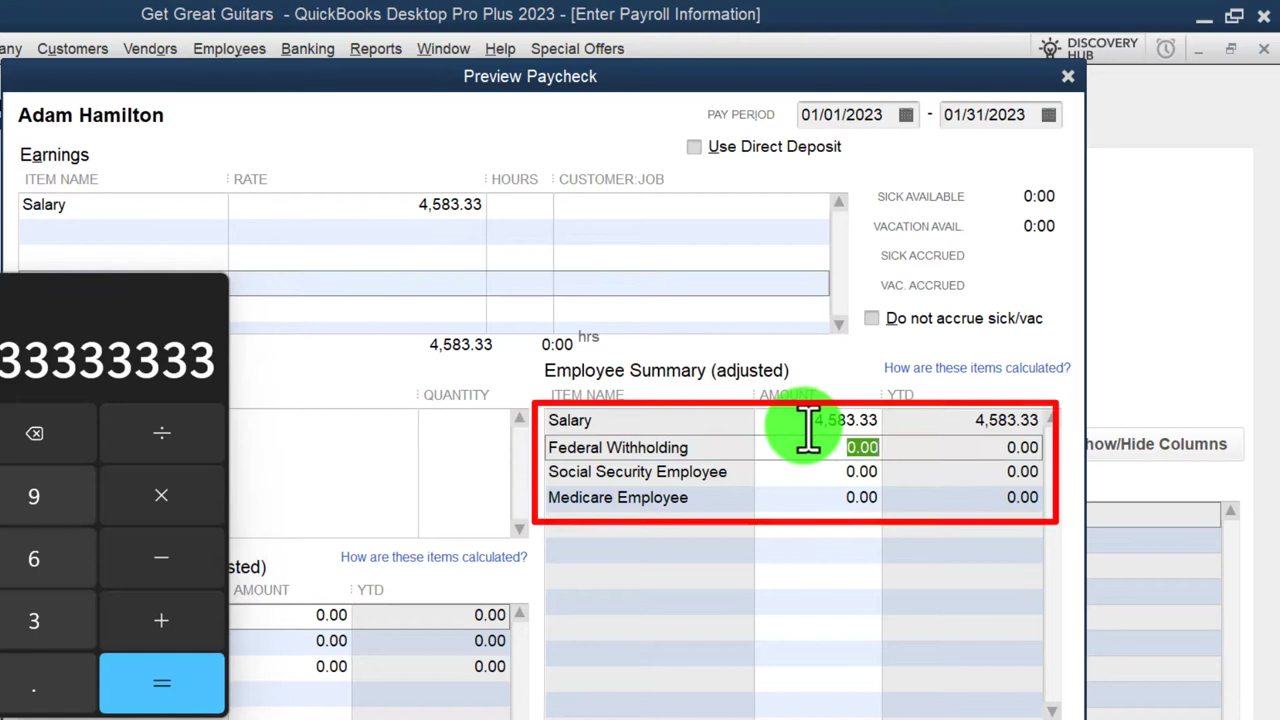 Get Great Guitars - QuickBooks Desktop Pro Plus 2023 - [Enter Payroll Information]
any Customers Vendors Employees Banking Reports Window Help Special Offers
DISCOVERY
HUB
Preview Paycheck
Adam Hamilton
PAY PERIOD 01/01/2023 - 01/31/2023
Use Direct Deposit
Earnings
ITEM NAME RATE HOURS CUSTOMER:JOB
Salary 4,583.33
SICK AVAILABLE 0:00
VACATION AVAIL. 0:00
SICK ACCRUED
VAC. ACCRUED
Do not accrue sick/vac
4,583.33 0:00 hrs
33333333
Employee Summary (adjusted) How are these items calculated?
QUANTITY
ITEM NAME AMOUNT YTD
Salary 4,583.33 4,583.33
Federal Withholding 0.00 0.00
Social Security Employee 0.00 0.00
Medicare Employee 0.00 0.00
how/Hide Columns
÷
9 ×
6 −
3 +
. =
How are these items calculated?
sted)
AMOUNT YTD
0.00 0.00
0.00 0.00
0.00 0.00